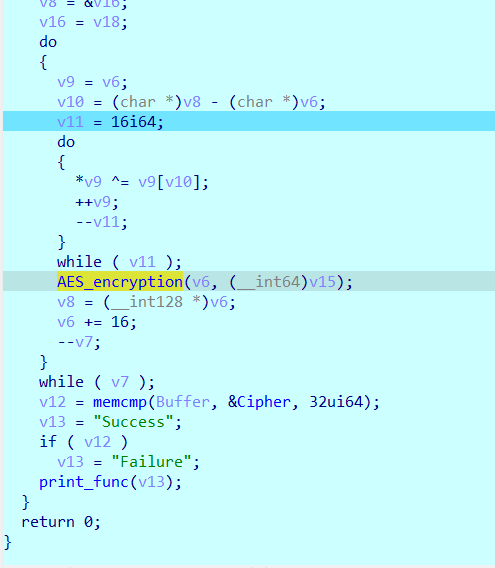 v8 = &v16;
v16 = v18;
do
{
v9 = v6;
v10 = (char *)v8 - (char *)v6;
v11 = 16i64;
do
{
*v9 ^= v9[v10];
++v9;
--v11;
}
while ( v11 );
AES_encryption(v6, (__int64)v15);
v8 = (__int128 *)v6;
v6 += 16;
--v7;
}
while ( v7 );
v12 = memcmp(Buffer, &Cipher, 32ui64);
v13 = "Success";
if ( v12 )
v13 = "Failure";
print_func(v13);
}
return 0;
}